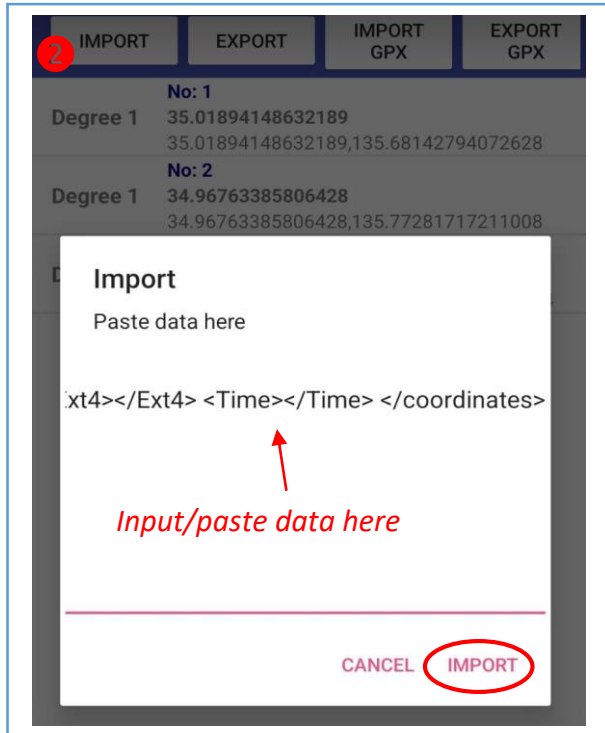 2 IMPORT EXPORT IMPORT GPX EXPORT GPX
No: 1
Degree 1 35.01894148632189
35.01894148632189,135.68142794072628
No: 2
Degree 1 34.96763385806428
34.96763385806428,135.77281717211008
Import
Paste data here
xt4></Ext4> <Time></Time> </coordinates>
Input/paste data here
CANCEL IMPORT